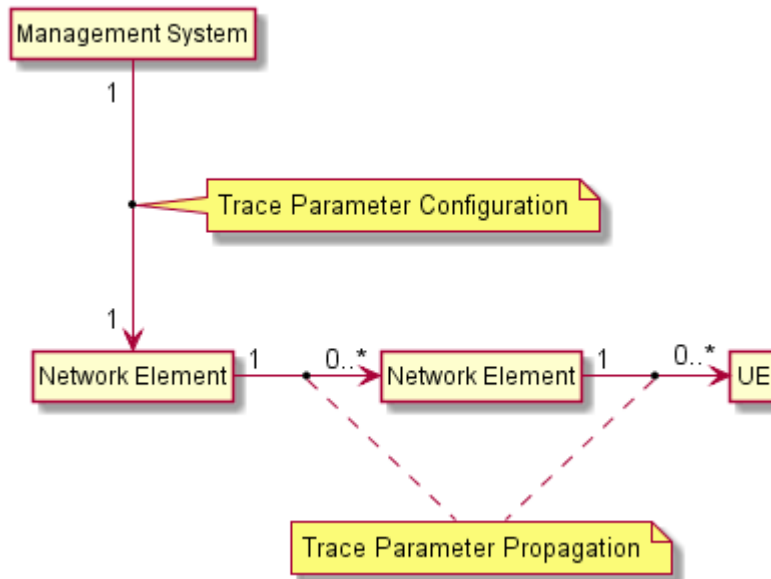 Management System
1
Trace Parameter Configuration
1
Network Element
1
0..*
Network Element
1
0..*
UE
Trace Parameter Propagation